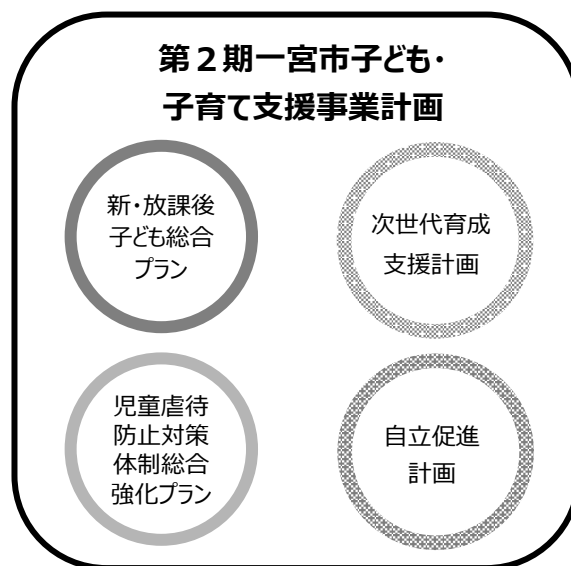 第２期一宮市子ども・
子育て支援事業計画
新・放課後
子ども総合
プラン
次世代育成
支援計画
児童虐待
防止対策
体制総合
強化プラン
自立促進
計画